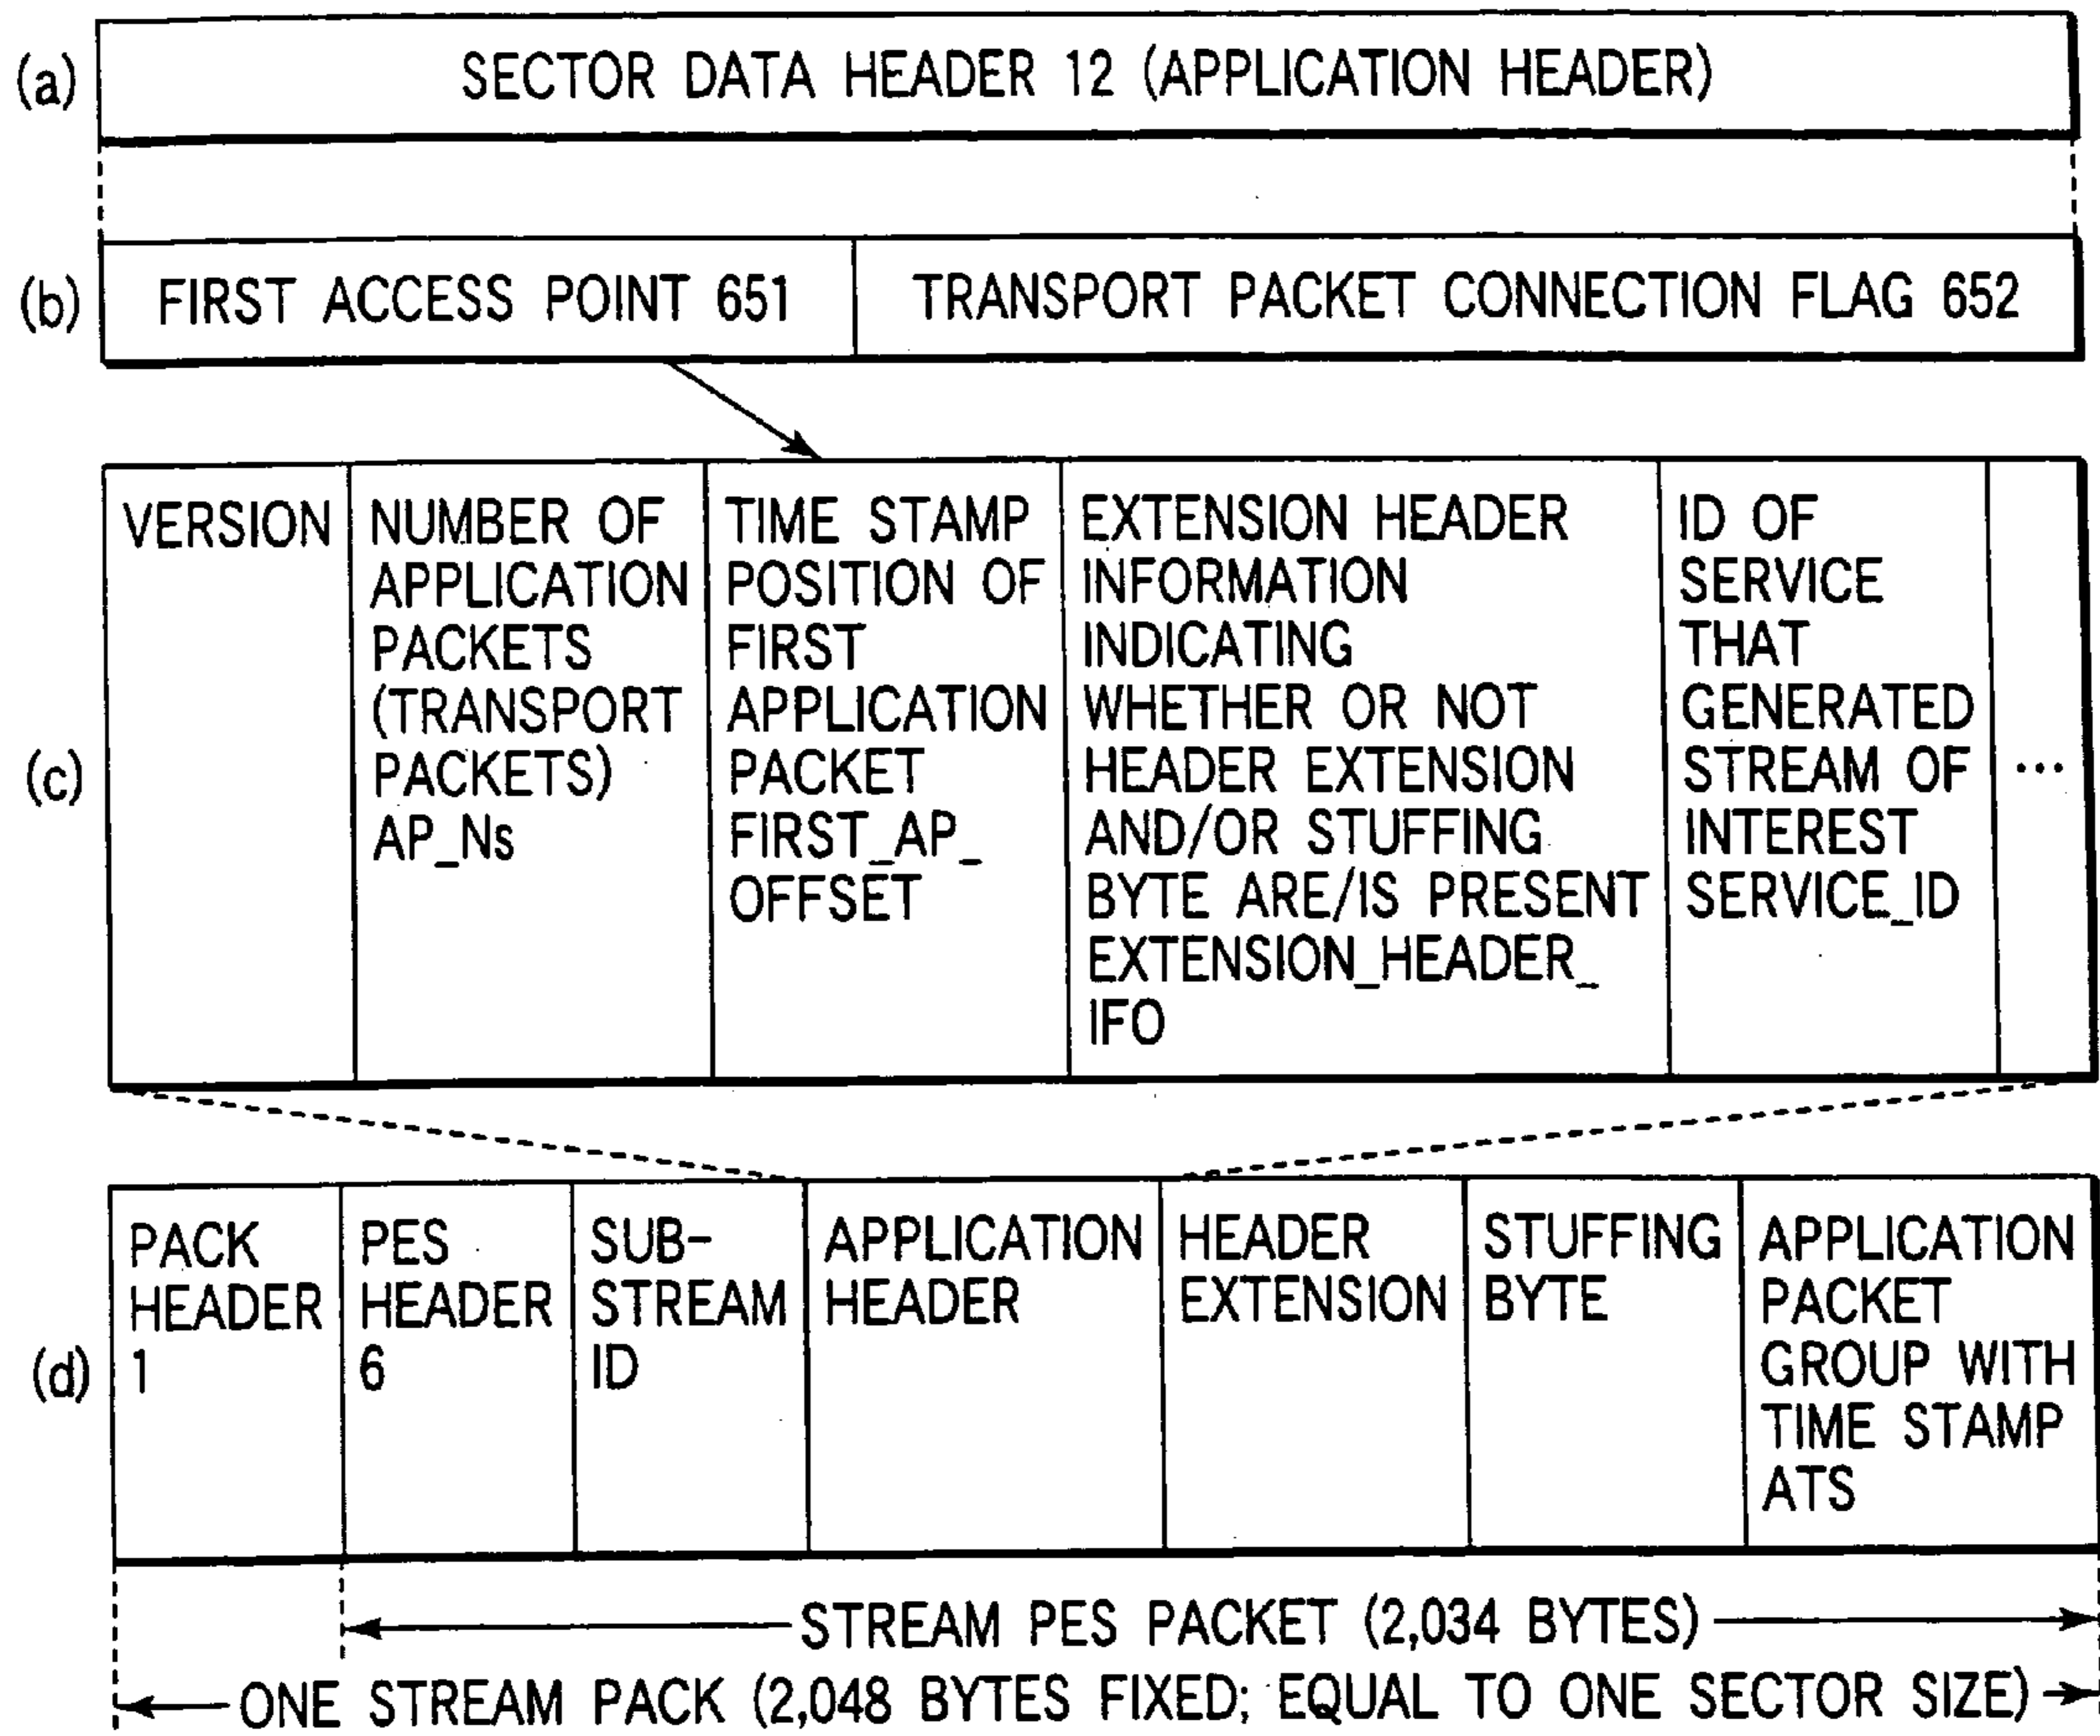 (a) SECTOR DATA HEADER 12 (APPLICATION HEADER)
(b) FIRST ACCESS POINT 651 TRANSPORT PACKET CONNECTION FLAG 652
(c)
VERSION
NUMBER OF
APPLICATION
PACKETS
(TRANSPORT
PACKETS)
AP_Ns
TIME STAMP
POSITION OF
FIRST
APPLICATION
PACKET
FIRST_AP_
OFFSET
EXTENSION HEADER
INFORMATION
INDICATING
WHETHER OR NOT
HEADER EXTENSION
AND/OR STUFFING
BYTE ARE/IS PRESENT
EXTENSION_HEADER_
IFO
ID OF
SERVICE
THAT
GENERATED
STREAM OF
INTEREST
SERVICE_ID
...
(d)
PACK
HEADER
1
PES
HEADER
6
SUB-
STREAM
ID
APPLICATION
HEADER
HEADER
EXTENSION
STUFFING
BYTE
APPLICATION
PACKET
GROUP WITH
TIME STAMP
ATS
STREAM PES PACKET (2,034 BYTES)
ONE STREAM PACK (2,048 BYTES FIXED; EQUAL TO ONE SECTOR SIZE)